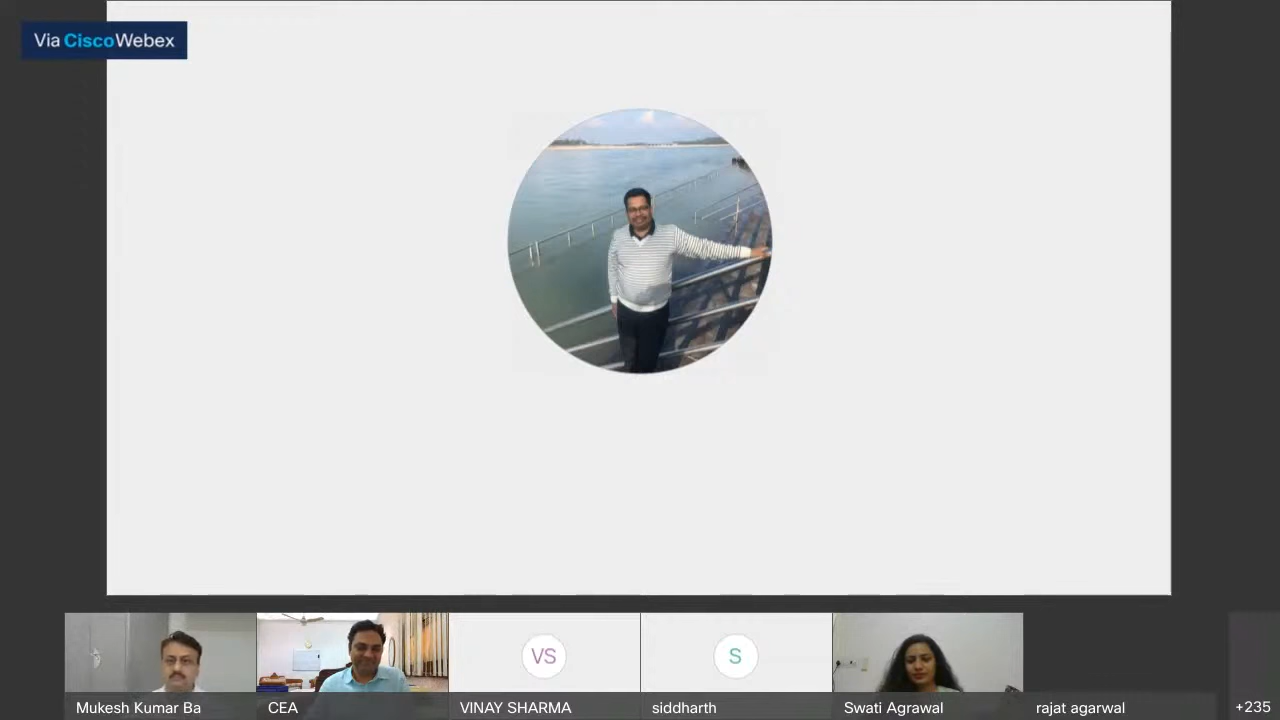 Via CiscoWebex
VS
S
Mukesh Kumar Ba
CEA
VINAY SHARMA
siddharth
Swati Agrawal
rajat agarwal
+235